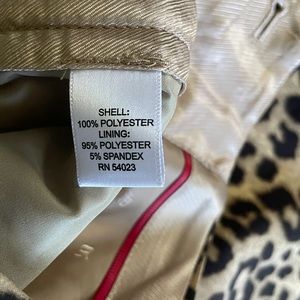 SHELL:
100% POLYESTER
LINING:
95% POLYESTER
5% SPANDEX
RN 54023